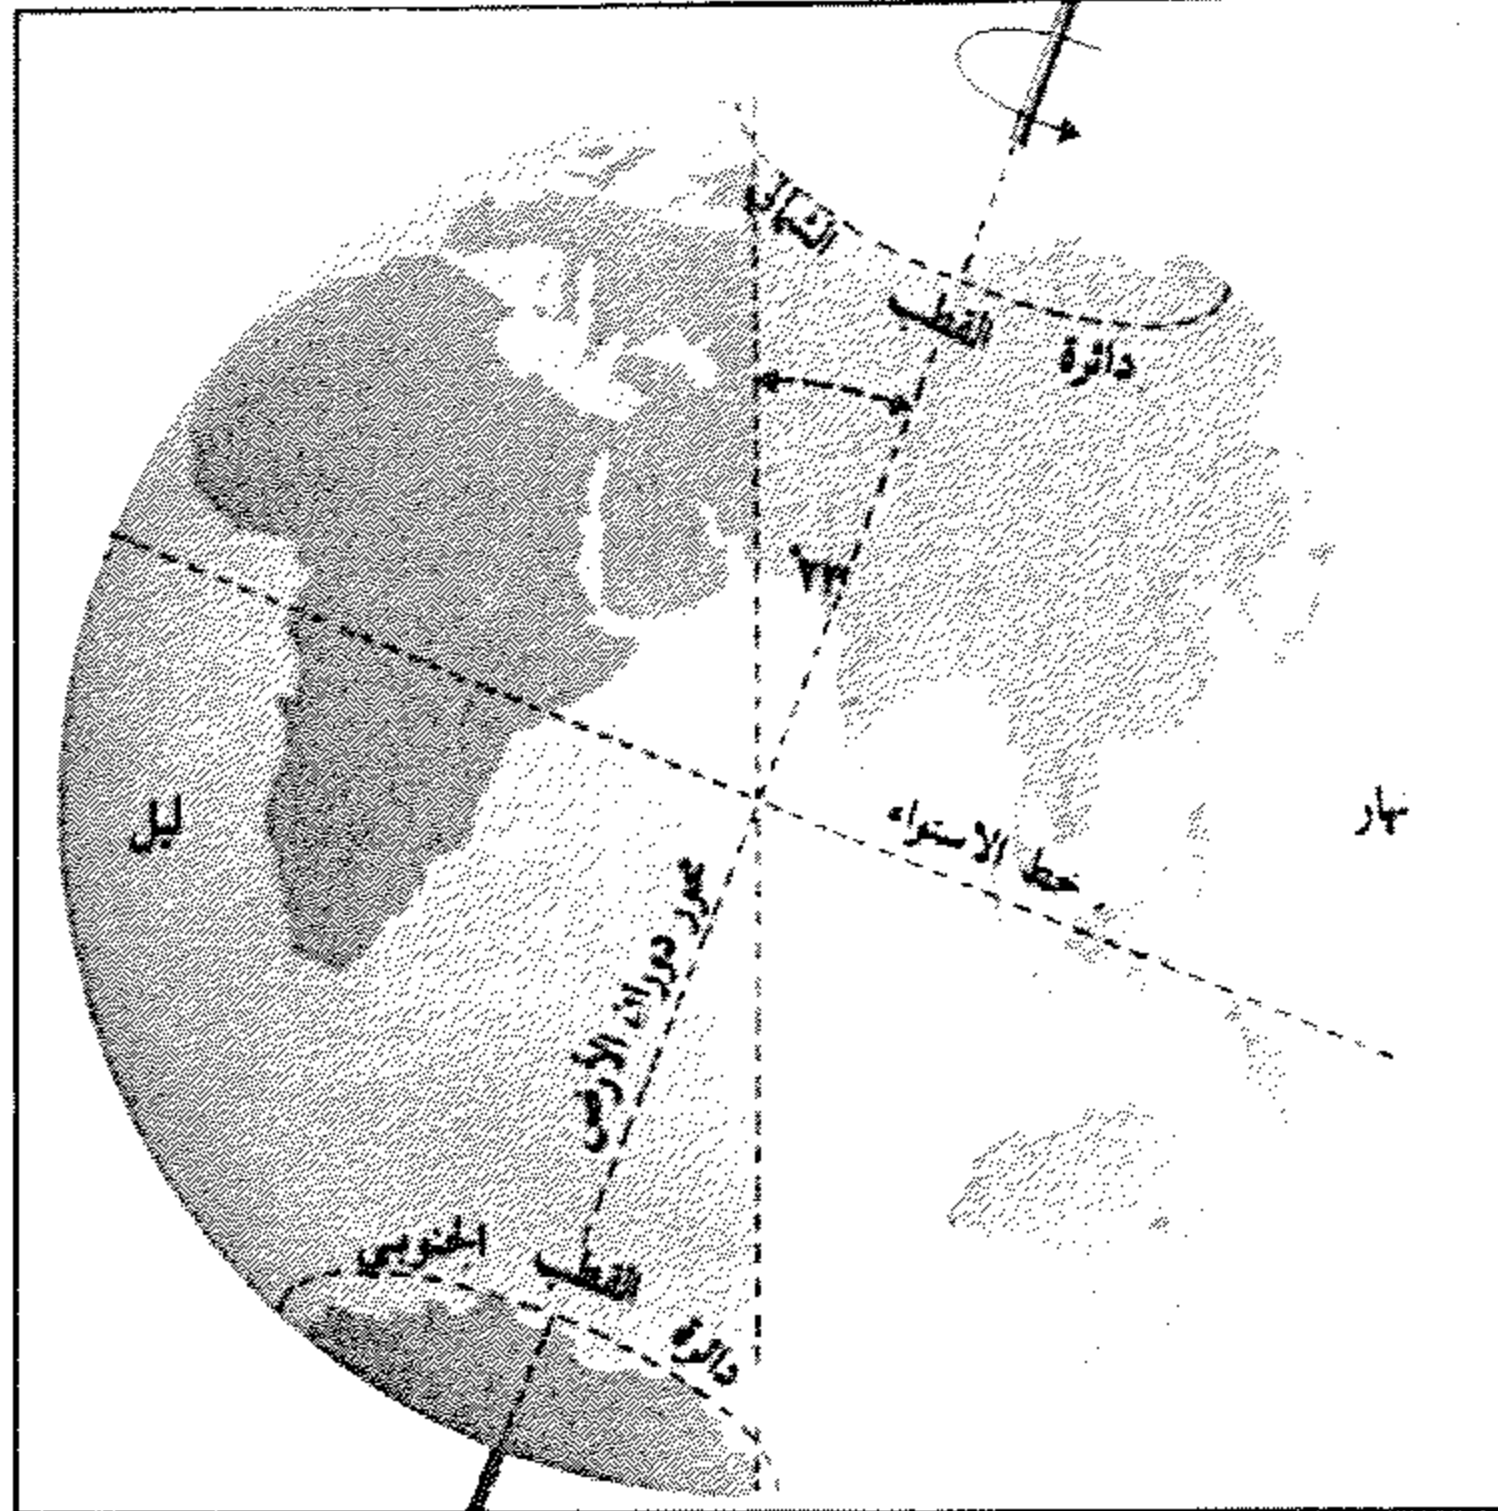 دائرة القطب الشمالي
٢٣°
ليل
نهار
خط الاستواء
محور دوران الأرض
دائرة القطب الجنوبي